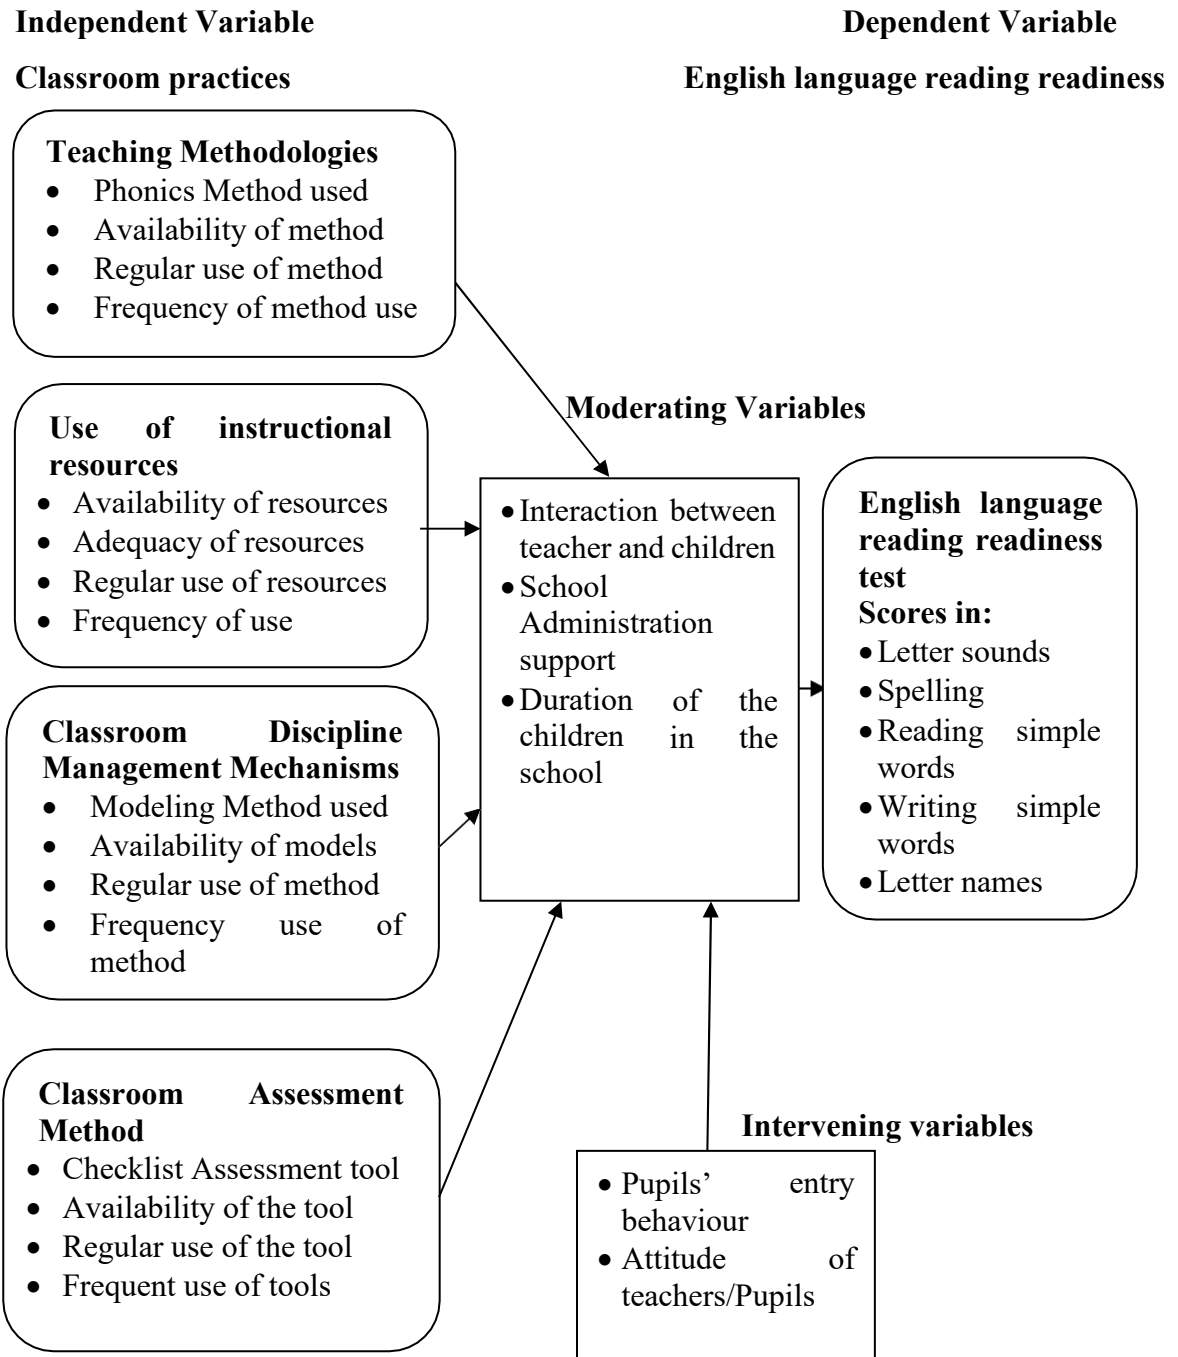 Independent Variable
Dependent Variable
Classroom practices
English language reading readiness
Teaching Methodologies
• Phonics Method used
• Availability of method
• Regular use of method
• Frequency of method use
Use of instructional
resources
• Availability of resources
• Adequacy of resources
• Regular use of resources
• Frequency of use
Classroom Discipline
Management Mechanisms
• Modeling Method used
• Availability of models
• Regular use of method
• Frequency use of
method
Classroom Assessment
Method
• Checklist Assessment tool
• Availability of the tool
• Regular use of the tool
• Frequent use of tools
Moderating Variables
• Interaction between
teacher and children
• School
Administration
support
• Duration of the
children in the
school
Intervening variables
• Pupils' entry
behaviour
• Attitude of
teachers/Pupils
English language
reading readiness
test
Scores in:
• Letter sounds
• Spelling
• Reading simple
words
• Writing simple
words
• Letter names